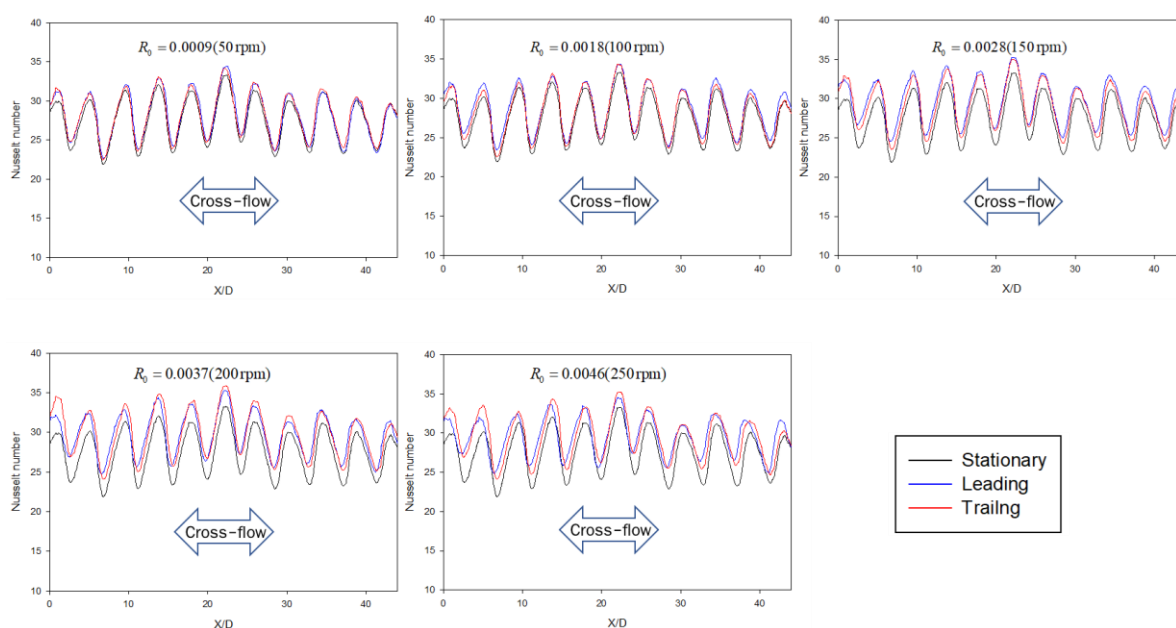 R₀ = 0.0009(50 rpm)
40
35
30
25
20
15
10
Nusselt number
Cross-flow
0
10
20
30
40
X/D
R₀ = 0.0018(100 rpm)
40
35
30
25
20
15
10
Nusselt number
Cross-flow
0
10
20
30
40
X/D
R₀ = 0.0028(150 rpm)
40
35
30
25
20
15
10
Nusselt number
Cross-flow
0
10
20
30
40
X/D
R₀ = 0.0037(200 rpm)
40
35
30
25
20
15
10
Nusselt number
Cross-flow
0
10
20
30
40
X/D
R₀ = 0.0046(250 rpm)
40
35
30
25
20
15
10
Nusselt number
Cross-flow
0
10
20
30
40
X/D
Stationary
Leading
Trailng